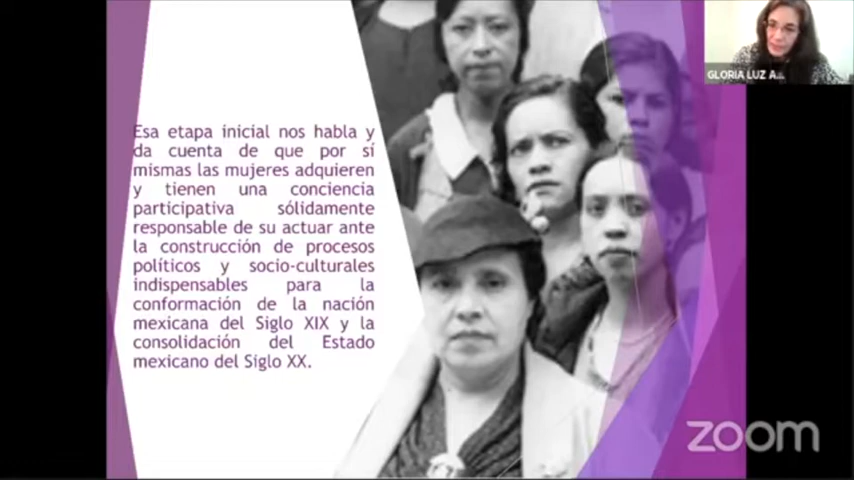 GLORIA LUZ A...
Esa etapa inicial nos habla y
da cuenta de que por sí
mismas las mujeres adquieren
y tienen una conciencia
participativa sólidamente
responsable de su actuar ante
la construcción de procesos
políticos y socio-culturales
indispensables para la
conformación de la nación
mexicana del Siglo XIX y la
consolidación del Estado
mexicano del Siglo XX.
zoom